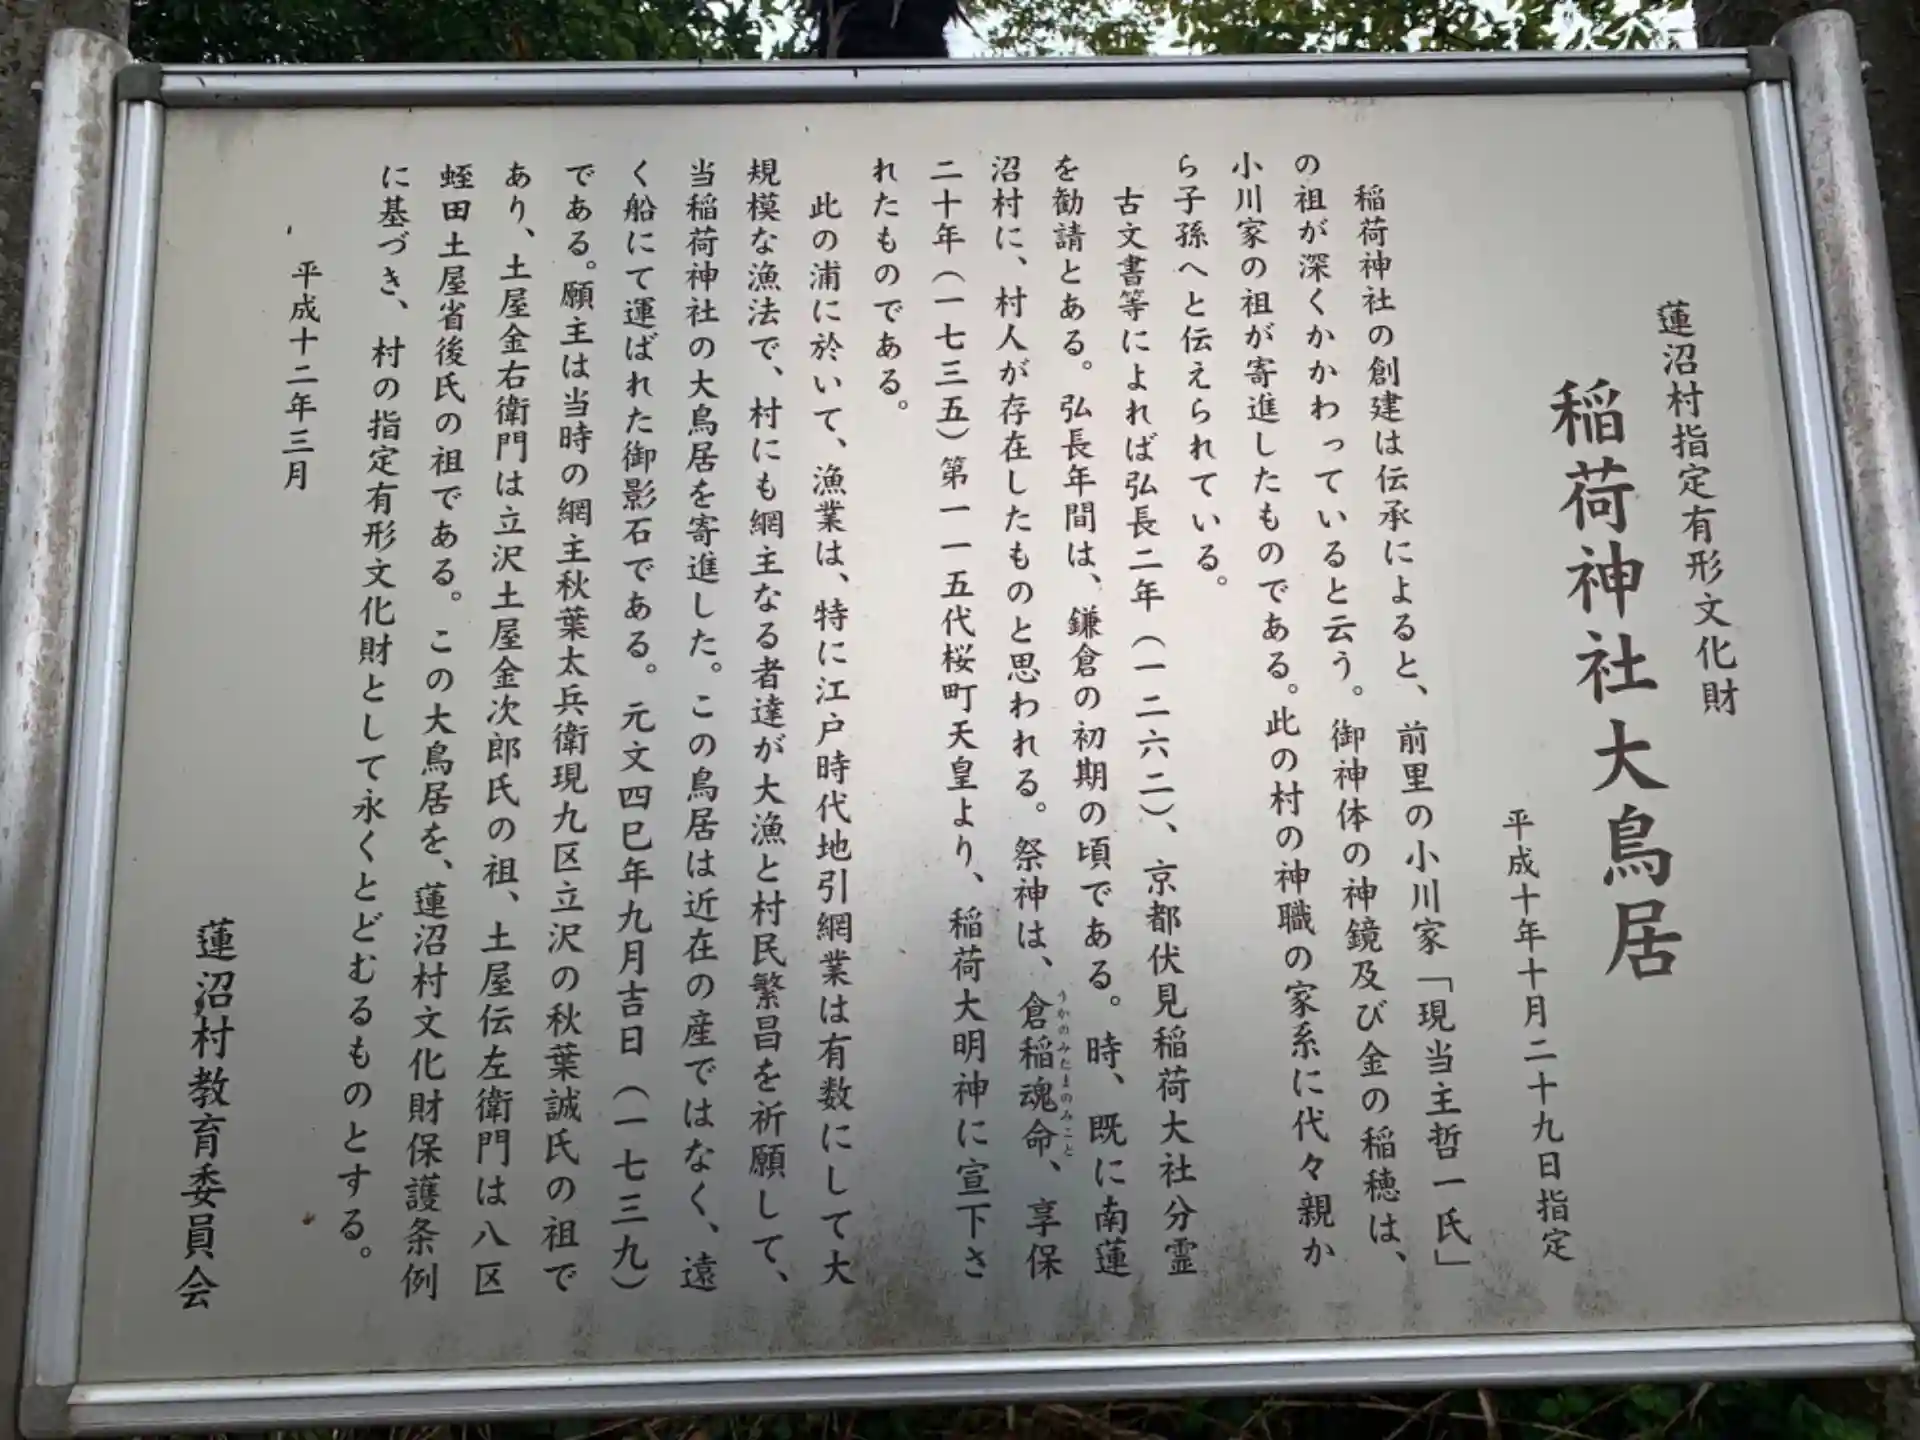 蓮沼村指定有形文化財
稲荷神社大鳥居
平成十年十月二十九日指定
稲荷神社の創建は伝承によると、前里の小川家「現当主哲一氏」
の祖が深くかかわっていると云う。御神体の神鏡及び金の稲穂は、
小川家の祖が寄進したものである。此の村の神職の家系に代々親か
ら子孫へと伝えられている。
古文書等によれば弘長二年(一二六二)、京都伏見稲荷大社分霊
を勧請とある。弘長年間は、鎌倉の初期の頃である。時、既に南蓮
沼村に、村人が存在したものと思われる。祭神は、倉稲魂命、享保
うかのみたまのみこと
二十年(一七三五)第一一五代桜町天皇より、稲荷大明神に宣下さ
れたものである。
此の浦に於いて、漁業は、特に江戸時代地引網業は有数にして大
規模な漁法で、村にも網主なる者達が大漁と村民繁昌を祈願して、
当稲荷神社の大鳥居を寄進した。この鳥居は近在の産ではなく、遠
く船にて運ばれた御影石である。元文四巳年九月吉日(一七三九)
である。願主は当時の網主秋葉太兵衛現九区立沢の秋葉誠氏の祖で
あり、土屋金右衛門は立沢土屋金次郎氏の祖、土屋伝左衛門は八区
蛭田土屋省後氏の祖である。この大鳥居を、蓮沼村文化財保護条例
に基づき、村の指定有形文化財として永くとどむるものとする。
平成十二年三月
蓮沼村教育委員会